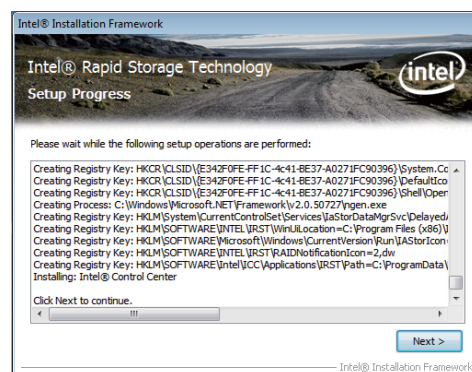 Intel® Installation Framework
Intel® Rapid Storage Technology
intel
Setup Progress
Please wait while the following setup operations are performed:
Creating Registry Key: HKCR\CLSID\{E342F0FE-FF1C-4c41-BE37-A0271FC90396}\System.Co
Creating Registry Key: HKCR\CLSID\{E342F0FE-FF1C-4c41-BE37-A0271FC90396}\DefaultIco
Creating Registry Key: HKCR\CLSID\{E342F0FE-FF1C-4c41-BE37-A0271FC90396}\Shell\Open
Creating Process: C:\Windows\Microsoft.NET\Framework\v2.0.50727\ngen.exe
Creating Registry Key: HKLM\System\CurrentControlSet\Services\IAStorDataMgrSvc\DelayedA
Creating Registry Key: HKLM\SOFTWARE\INTEL\IRST\WinUiLocation=C:\Program Files (x86)\I
Creating Registry Key: HKLM\SOFTWARE\Microsoft\Windows\CurrentVersion\Run\IAStorIcon=
Creating Registry Key: HKLM\SOFTWARE\INTEL\IRST\RAIDNotificationIcon=2,dw
Creating Registry Key: HKLM\SOFTWARE\Intel\ICC\Applications\IRST\Path=C:\ProgramData\
Installing: Intel® Control Center
Click Next to continue.
Next >
Intel® Installation Framework